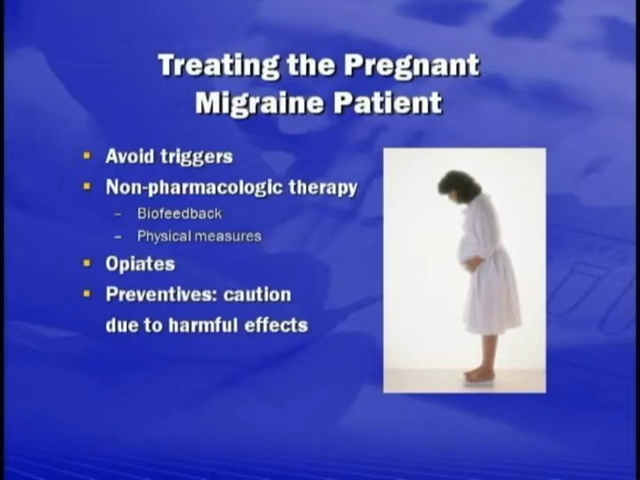 Treating the Pregnant
Migraine Patient
▪ Avoid triggers
▪ Non-pharmacologic therapy
– Biofeedback
– Physical measures
▪ Opiates
▪ Preventives: caution
due to harmful effects